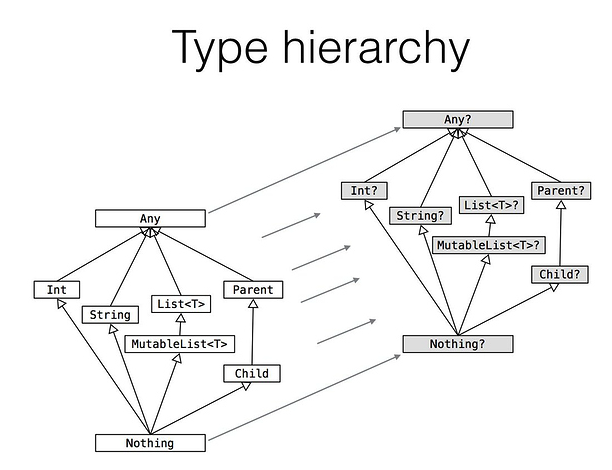 Type hierarchy
Any?
Int?
String?
List<T>?
Parent?
MutableList<T>?
Child?
Nothing?
Any
Int
String
List<T>
Parent
MutableList<T>
Child
Nothing